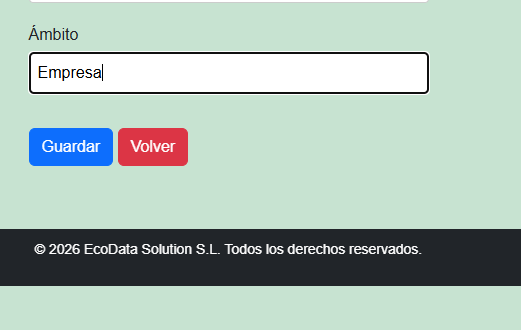 Ámbito
Empresa
Guardar Volver
© 2026 EcoData Solution S.L. Todos los derechos reservados.